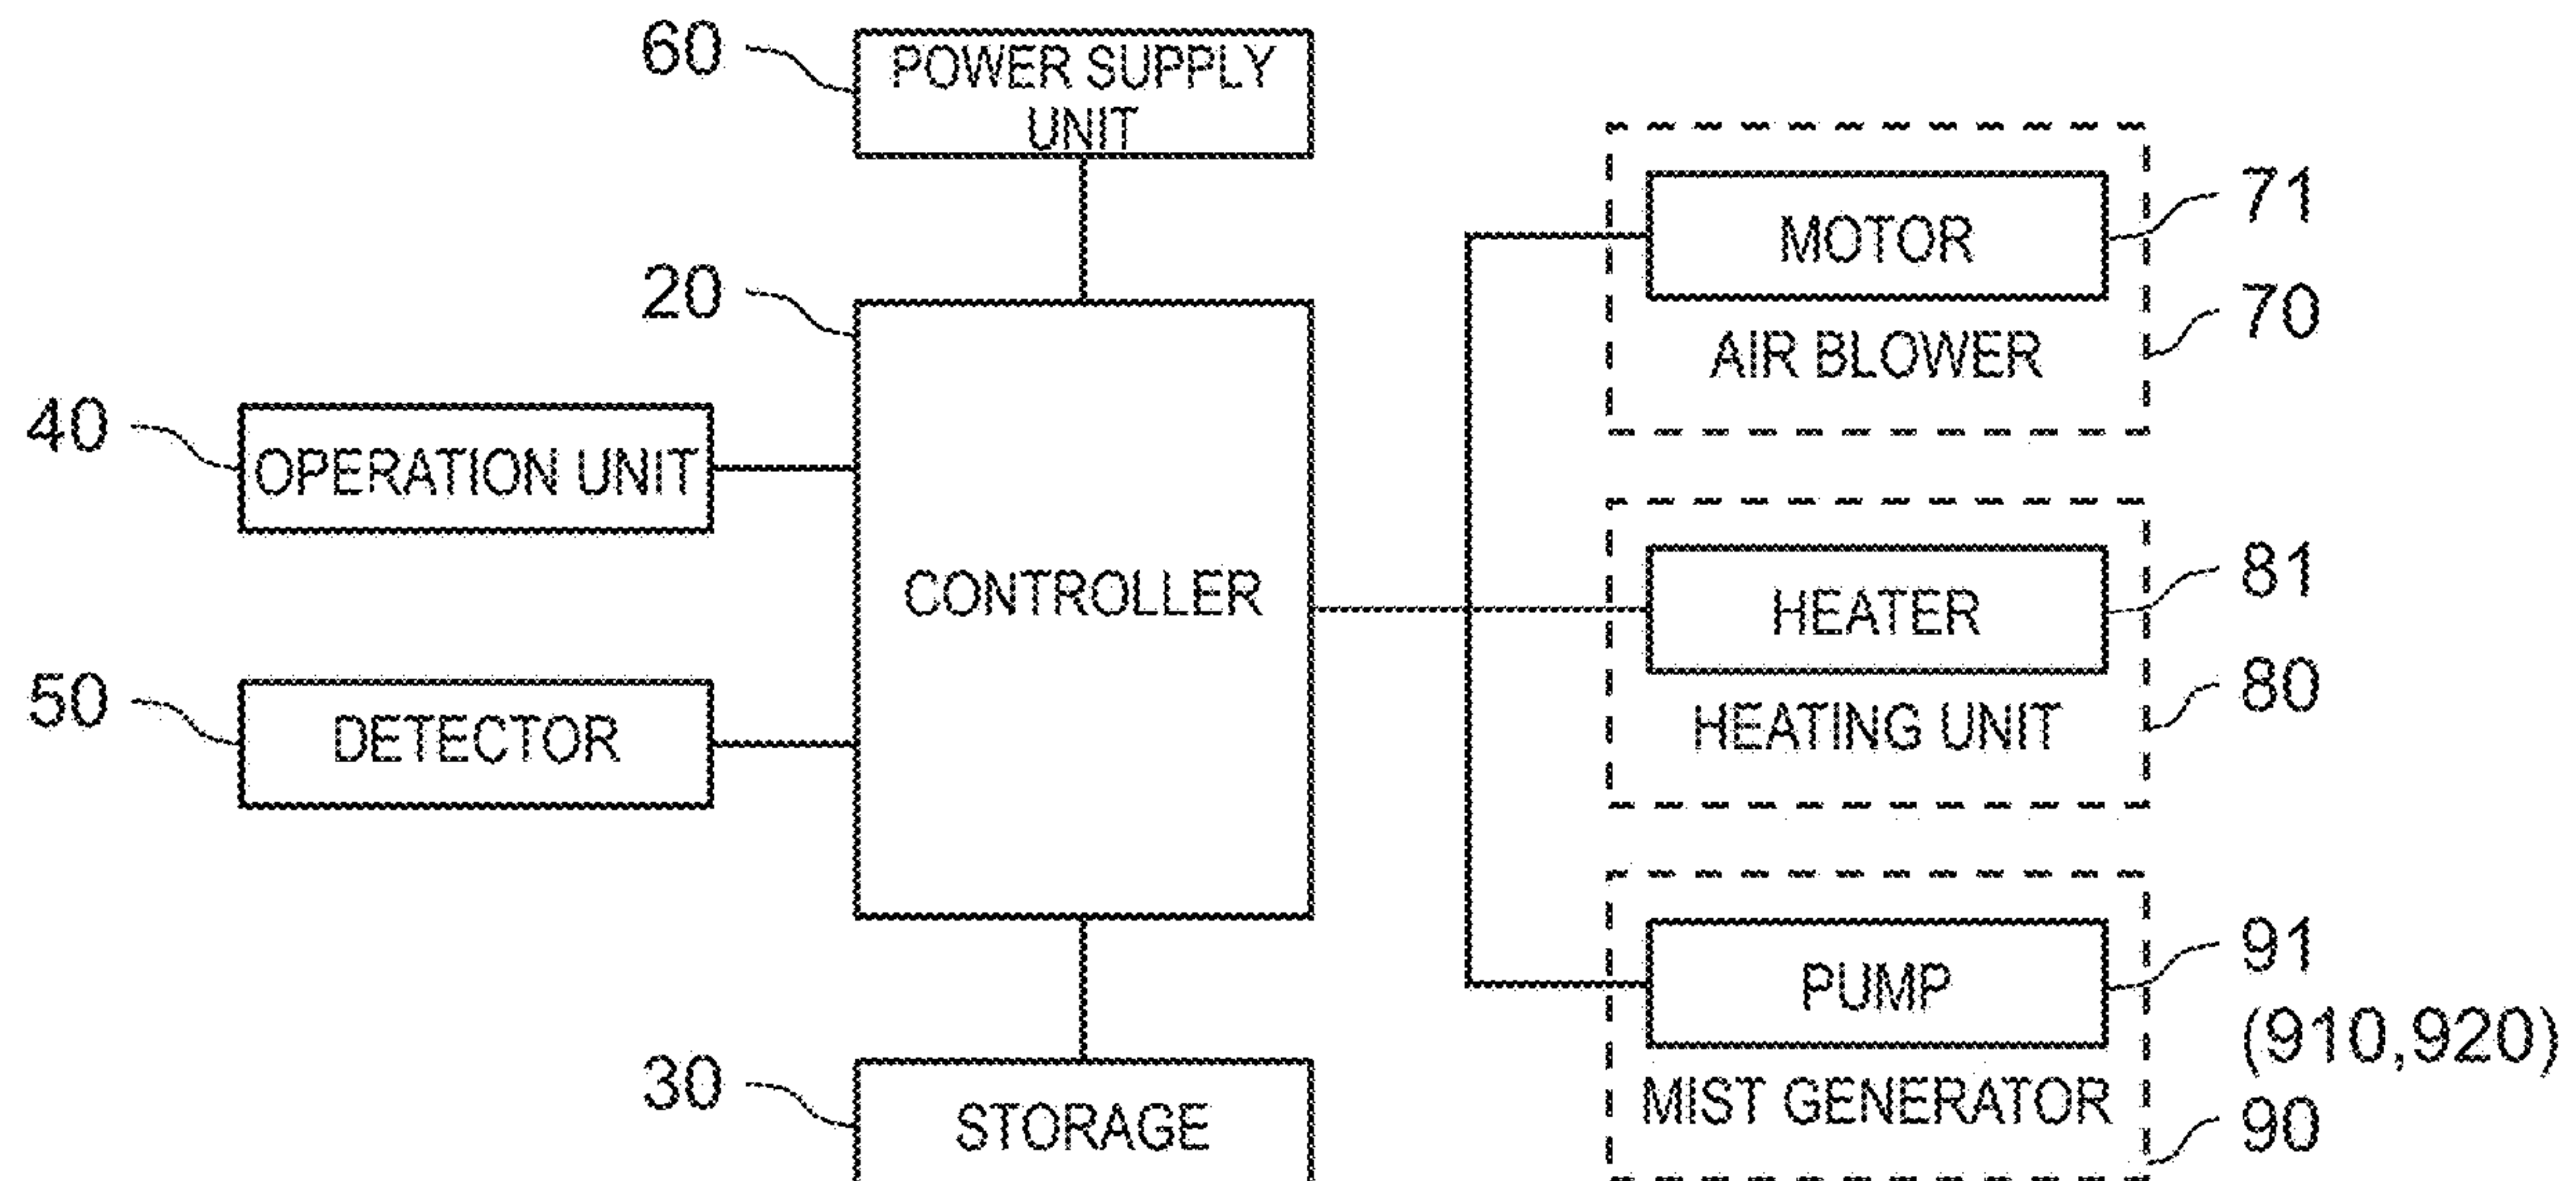 60
POWER SUPPLY
UNIT
20
40
OPERATION UNIT
CONTROLLER
50
DETECTOR
30
STORAGE
MOTOR
71
AIR BLOWER
70
HEATER
81
HEATING UNIT
80
PUMP
91
(910,920)
MIST GENERATOR
90